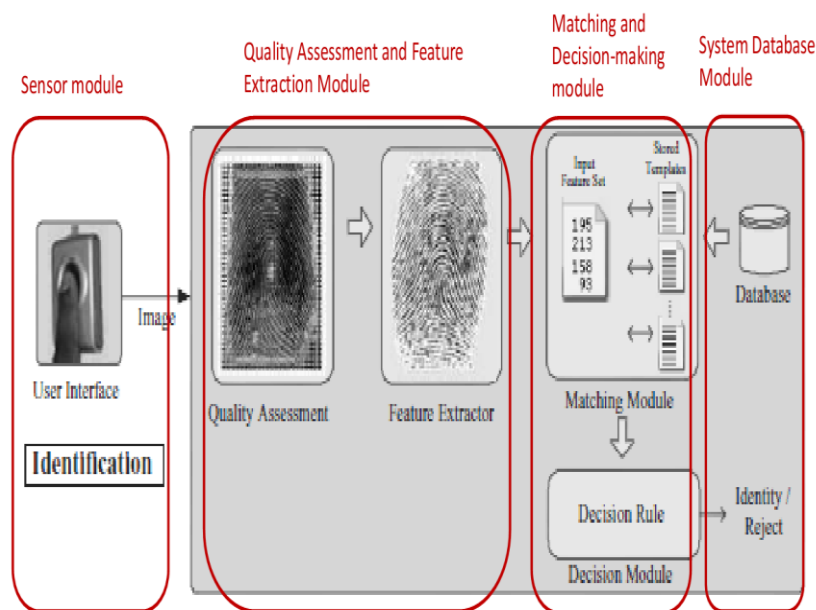 Sensor module
Quality Assessment and Feature
Extraction Module
Matching and
Decision-making
module
System Database
Module
Image
User Interface
Identification
Quality Assessment
Feature Extractor
Input
Feature Set
195
213
158
93
Stored
Templates
Matching Module
Database
Decision Rule
Decision Module
Identity /
Reject